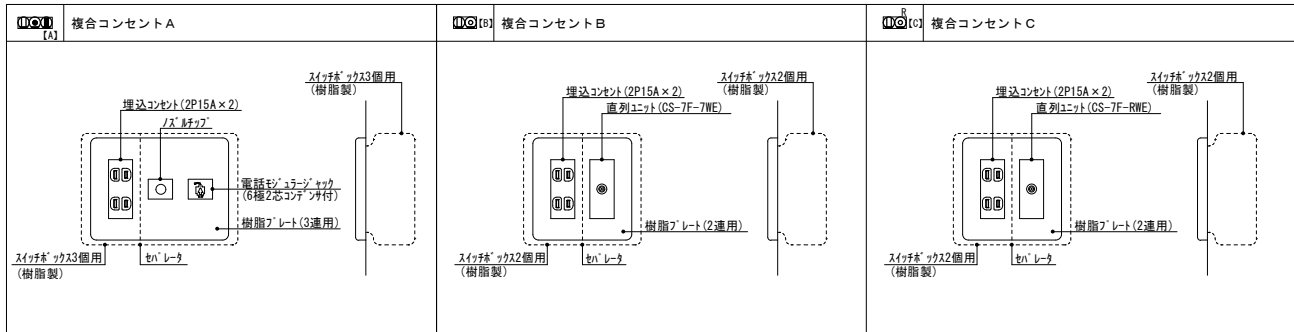 【A】
複合コンセントA
スイッチボックス3個用
(樹脂製)
埋込コンセント(2P15A×2)
ノズルチップ
電話モジュラージャック
(6極2芯コンデンサ付)
樹脂プレート(3連用)
スイッチボックス3個用
(樹脂製)
セパレータ
【B】
複合コンセントB
スイッチボックス2個用
(樹脂製)
埋込コンセント(2P15A×2)
直列ユニット(CS-7F-7WE)
樹脂プレート(2連用)
スイッチボックス2個用
(樹脂製)
セパレータ
R
【C】
複合コンセントC
スイッチボックス2個用
(樹脂製)
埋込コンセント(2P15A×2)
直列ユニット(CS-7F-RWE)
樹脂プレート(2連用)
スイッチボックス2個用
(樹脂製)
セパレータ